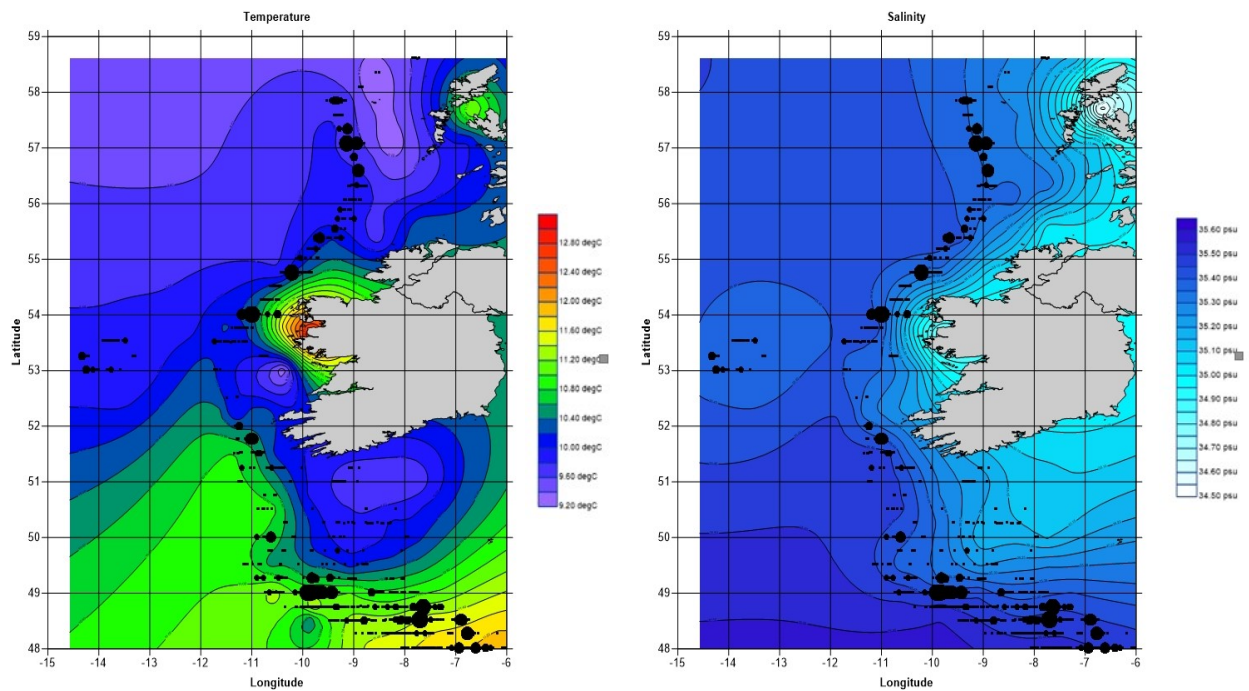 Temperature
59
58
57
56
55
54
53
52
51
50
49
48
Latitude
-15 -14 -13 -12 -11 -10 -9 -8 -7 -6
Longitude
12.80 degC
12.40 degC
12.00 degC
11.60 degC
11.20 degC
10.80 degC
10.40 degC
10.00 degC
9.60 degC
9.20 degC
Salinity
59
58
57
56
55
54
53
52
51
50
49
48
Latitude
-15 -14 -13 -12 -11 -10 -9 -8 -7 -6
Longitude
35.60 psu
35.50 psu
35.40 psu
35.30 psu
35.20 psu
35.10 psu
35.00 psu
34.90 psu
34.80 psu
34.70 psu
34.60 psu
34.50 psu